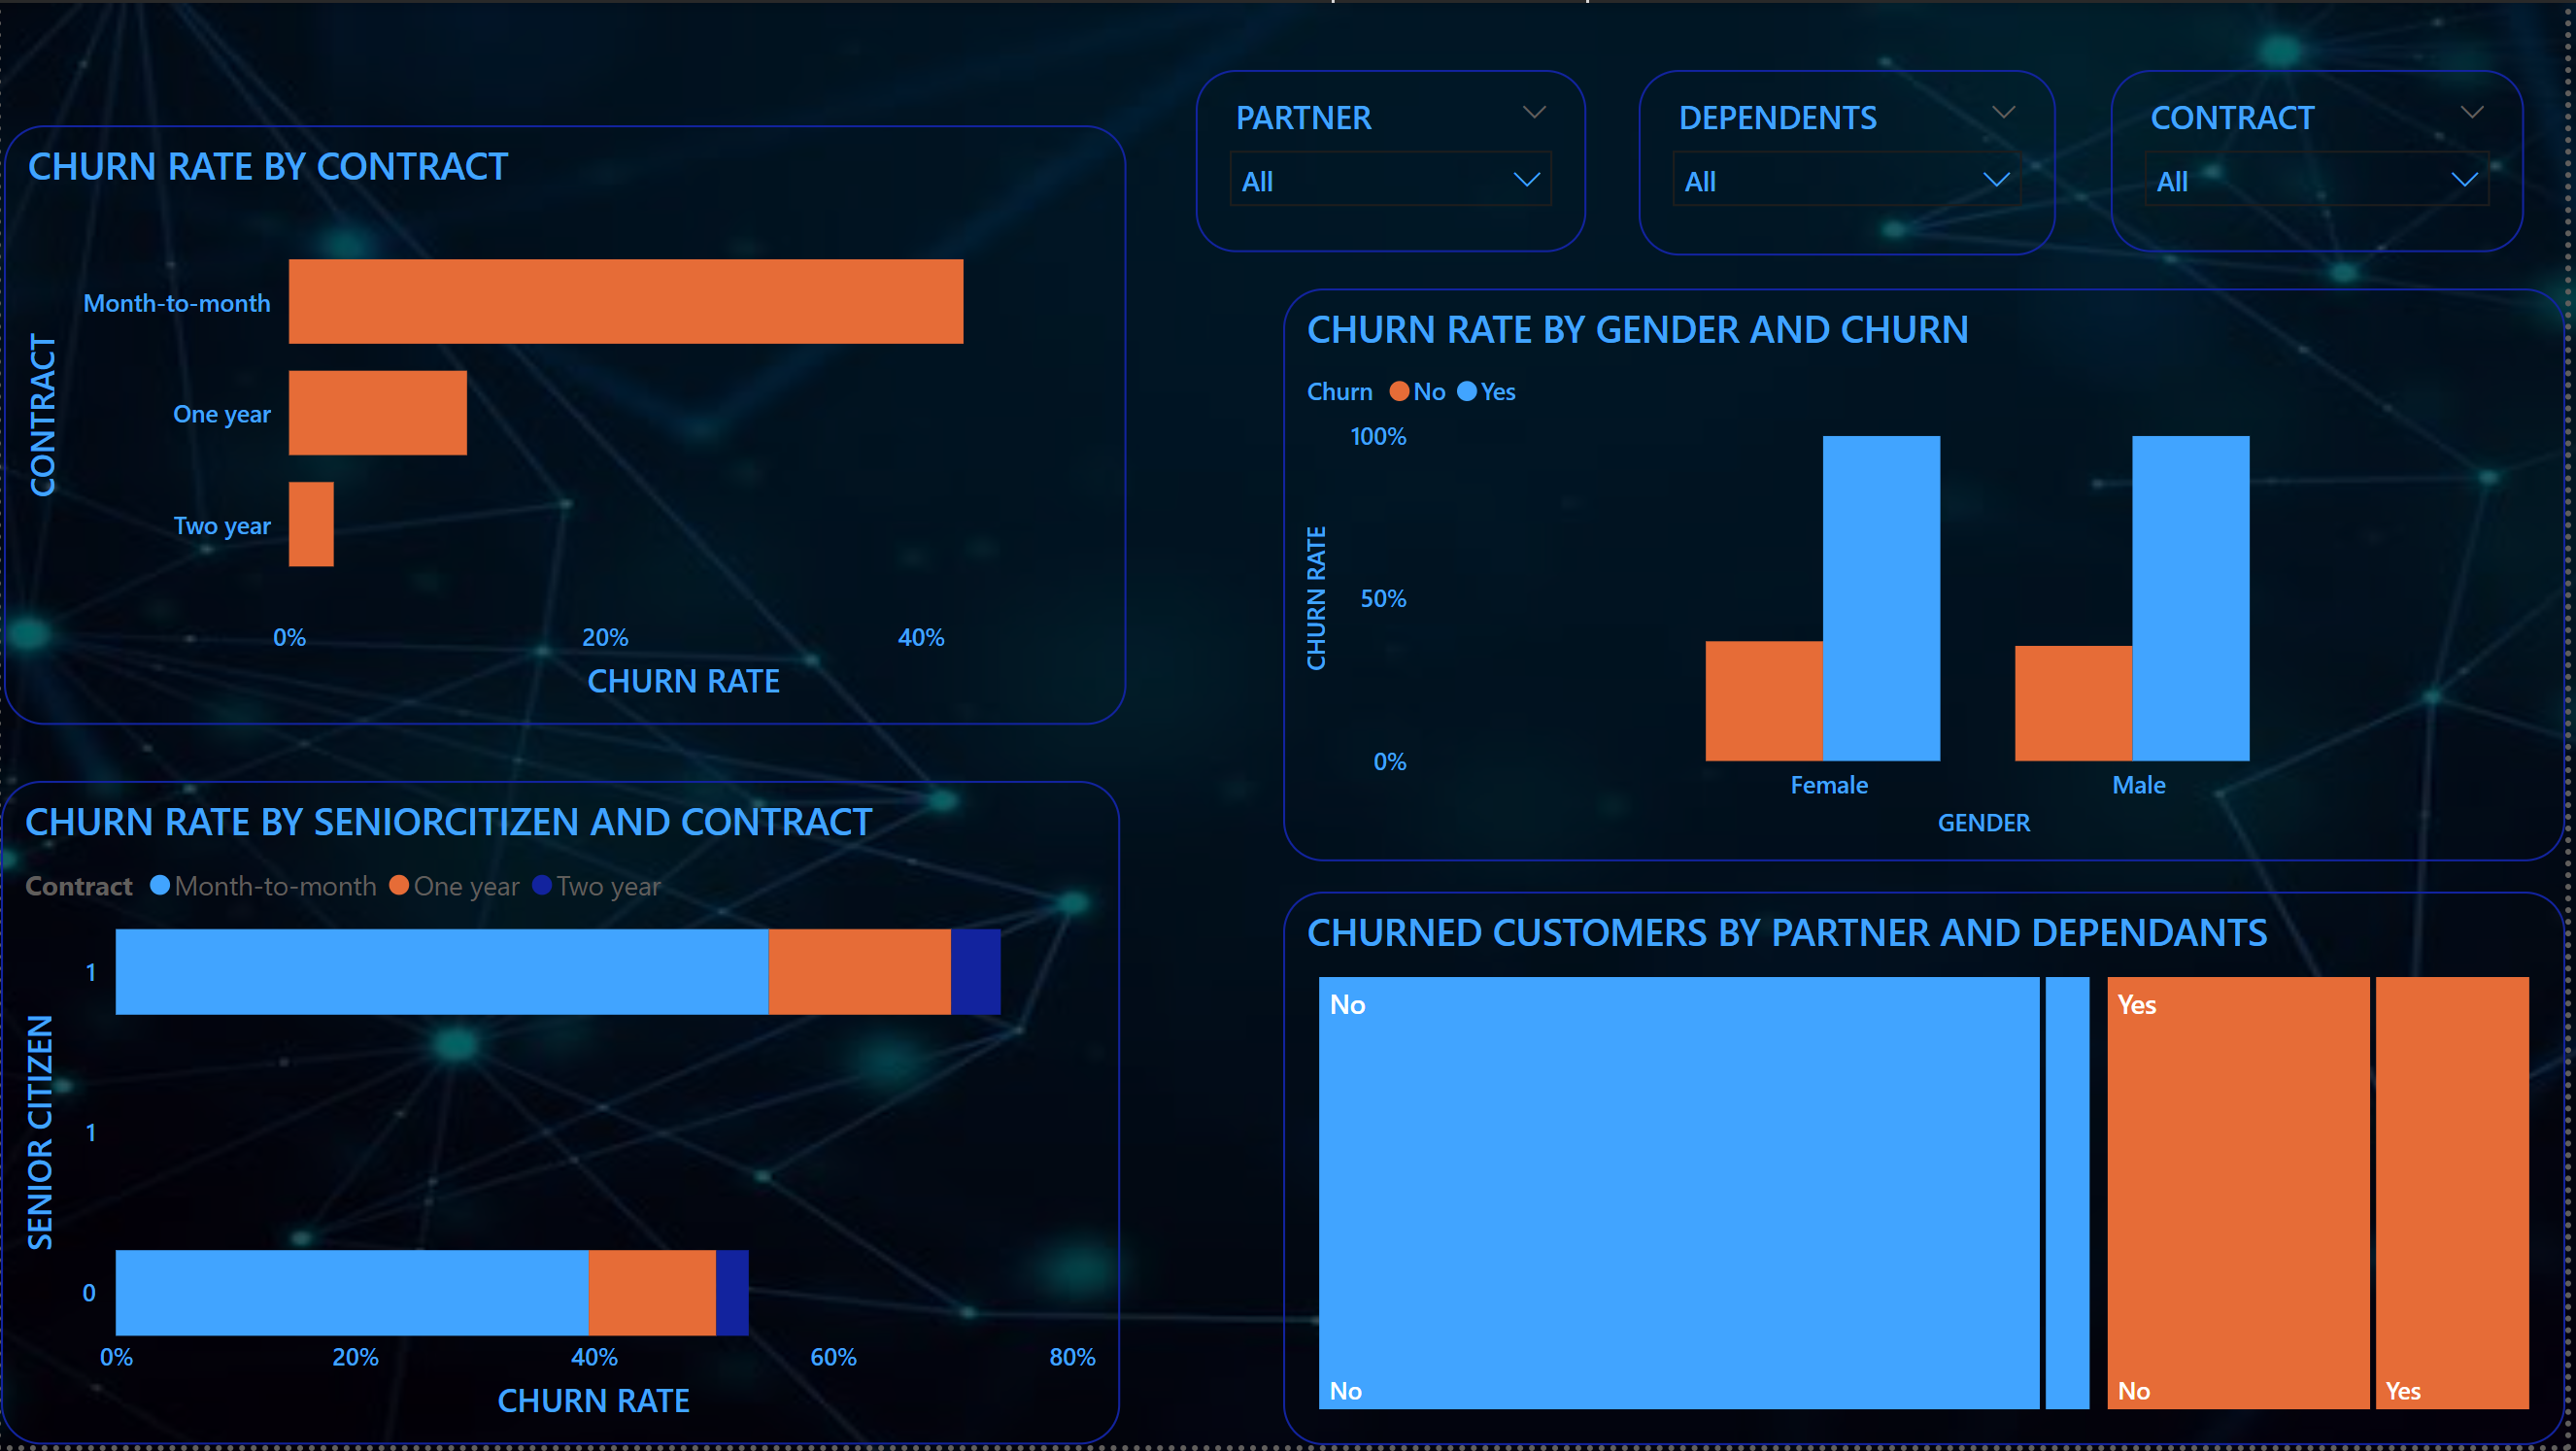 PARTNER
All
DEPENDENTS
All
CONTRACT
All
CHURN RATE BY CONTRACT
CONTRACT
Month-to-month
One year
Two year
0% 20% 40%
CHURN RATE
CHURN RATE BY GENDER AND CHURN
Churn No Yes
CHURN RATE
100%
50%
0%
Female Male
GENDER
CHURN RATE BY SENIORCITIZEN AND CONTRACT
Contract Month-to-month One year Two year
SENIOR CITIZEN
1
1
0
0% 20% 40% 60% 80%
CHURN RATE
CHURNED CUSTOMERS BY PARTNER AND DEPENDANTS
No Yes
No No Yes